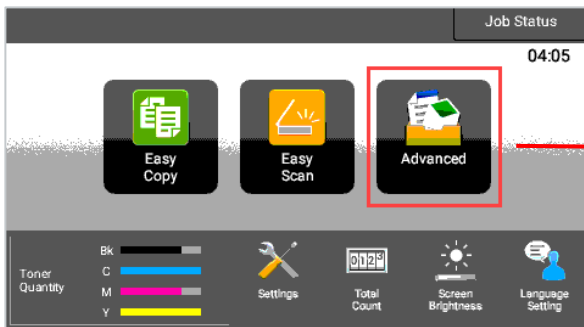 Job Status
04:05
Easy
Copy
Easy
Scan
Advanced
Toner
Quantity
Bk
C
M
Y
Settings
0123
Total
Count
Screen
Brightness
Language
Setting